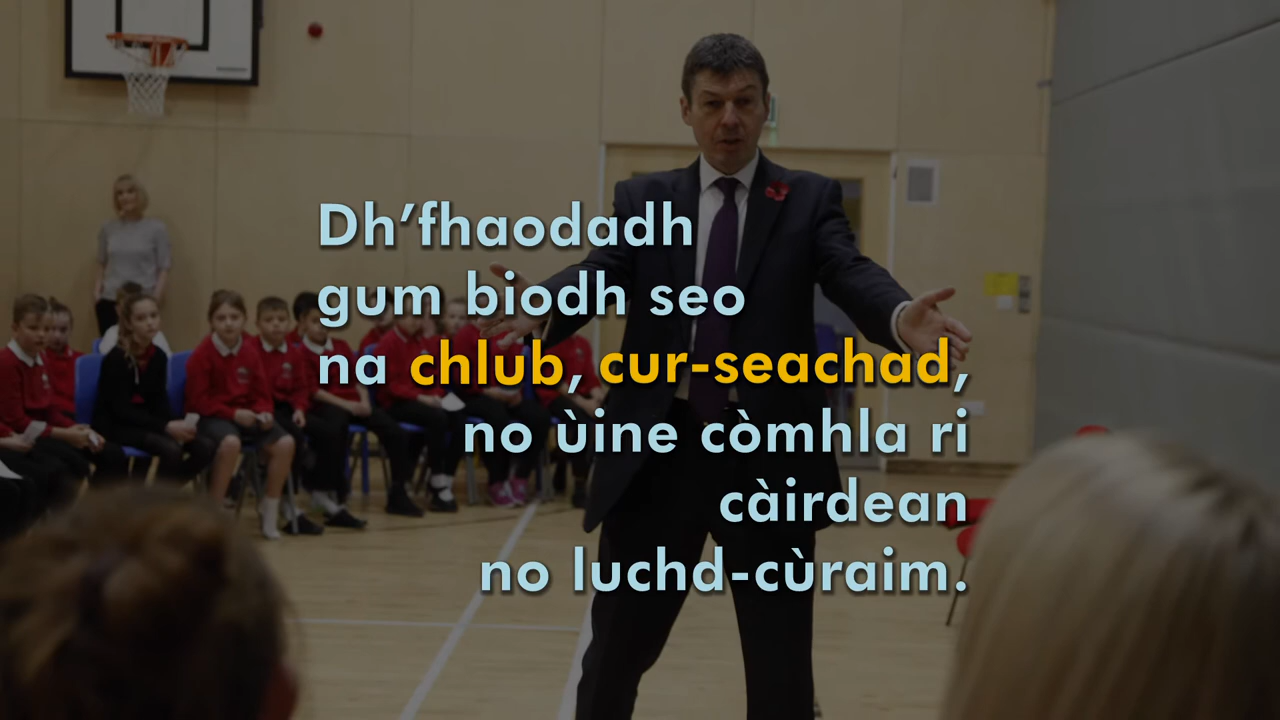 Dh’fhaodadh
gum biodh seo
na chlub, cur-seachad,
no ùine còmhla ri
càirdean
no luchd-cùraim.